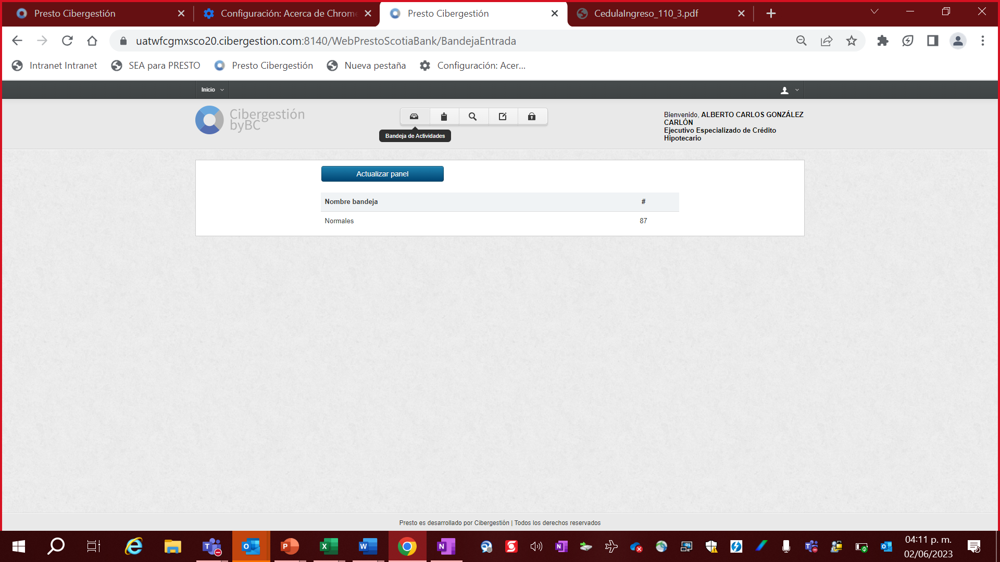 Presto Cibergestión
Configuración: Acerca de Chrome
Presto Cibergestión
CedulaIngreso_110_3.pdf
uatwfcgmxsco20.cibergestion.com:8140/WebPrestoScotiaBank/BandejaEntrada
Intranet Intranet
SEA para PRESTO
Presto Cibergestión
Nueva pestaña
Configuración: Acer...
Inicio
Cibergestión
byBC
Bandeja de Actividades
Bienvenido, ALBERTO CARLOS GONZÁLEZ
CARLÓN
Ejecutivo Especializado de Crédito
Hipotecario
Actualizar panel
Nombre bandeja #
Normales 87
Presto es desarrollado por Cibergestión | Todos los derechos reservados
04:11 p. m.
02/06/2023